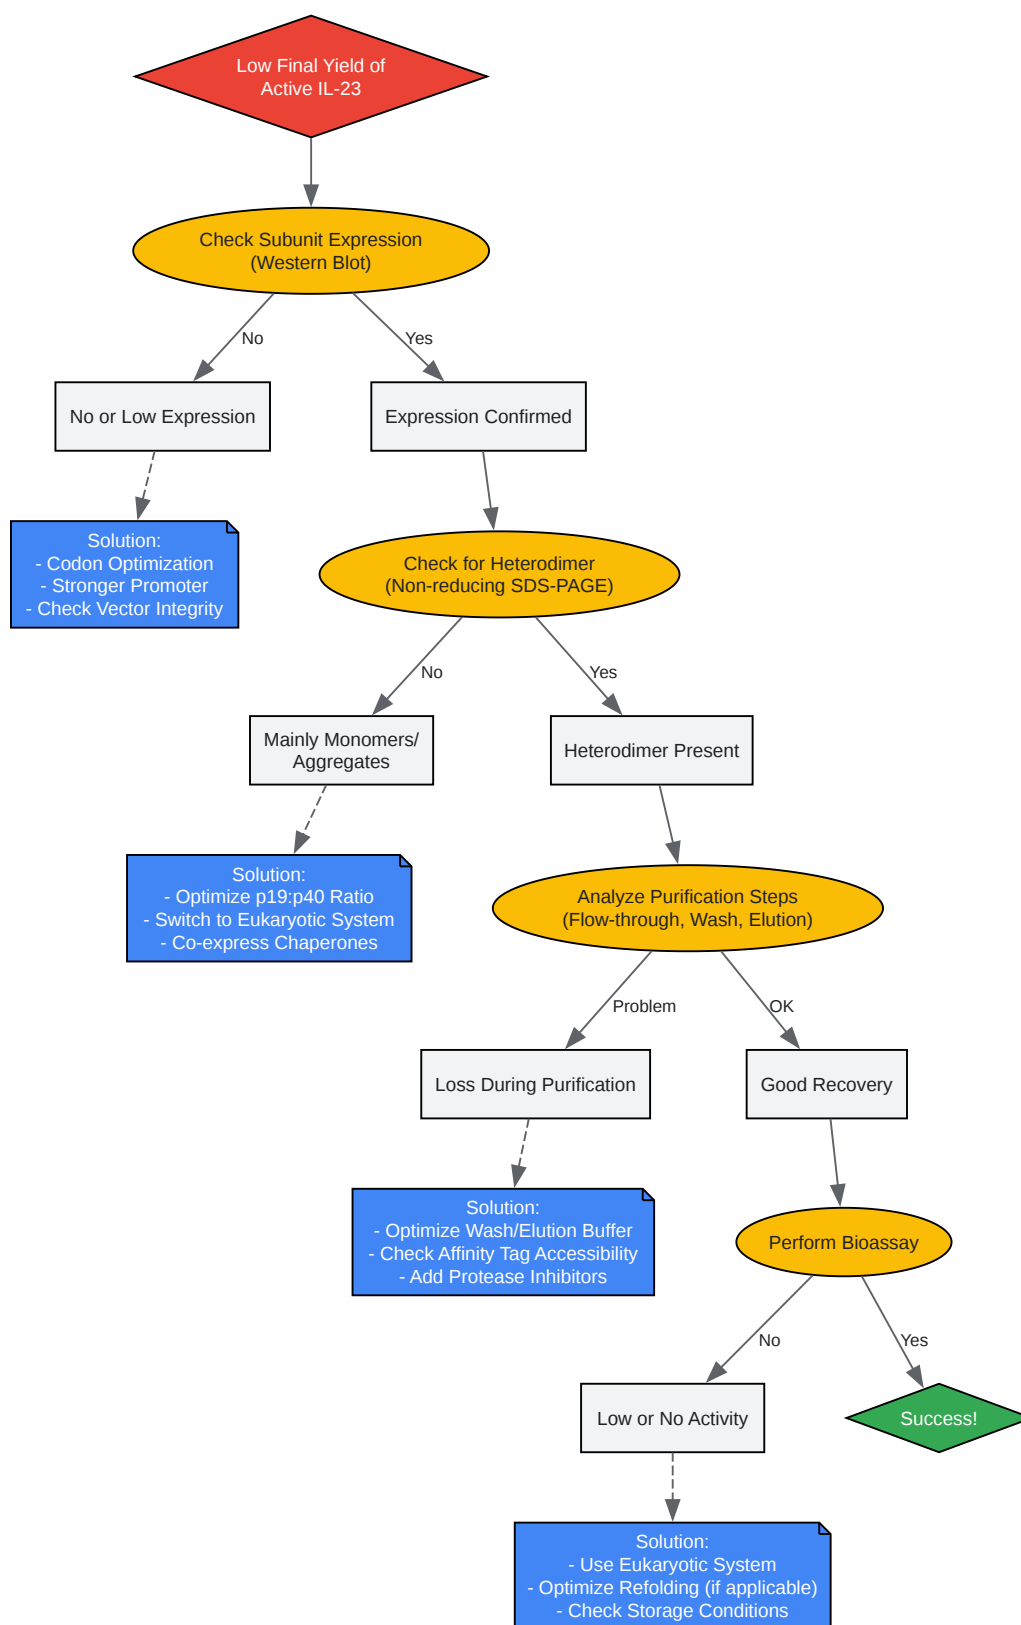 Low Final Yield of
Active IL-23
Check Subunit Expression
(Western Blot)
No
Yes
No or Low Expression
Expression Confirmed
Solution:
- Codon Optimization
- Stronger Promoter
- Check Vector Integrity
Check for Heterodimer
(Non-reducing SDS-PAGE)
No
Yes
Mainly Monomers/
Aggregates
Heterodimer Present
Solution:
- Optimize p19:p40 Ratio
- Switch to Eukaryotic System
- Co-express Chaperones
Analyze Purification Steps
(Flow-through, Wash, Elution)
Problem
OK
Loss During Purification
Good Recovery
Solution:
- Optimize Wash/Elution Buffer
- Check Affinity Tag Accessibility
- Add Protease Inhibitors
Perform Bioassay
No
Yes
Low or No Activity
Success!
Solution:
- Use Eukaryotic System
- Optimize Refolding (if applicable)
- Check Storage Conditions